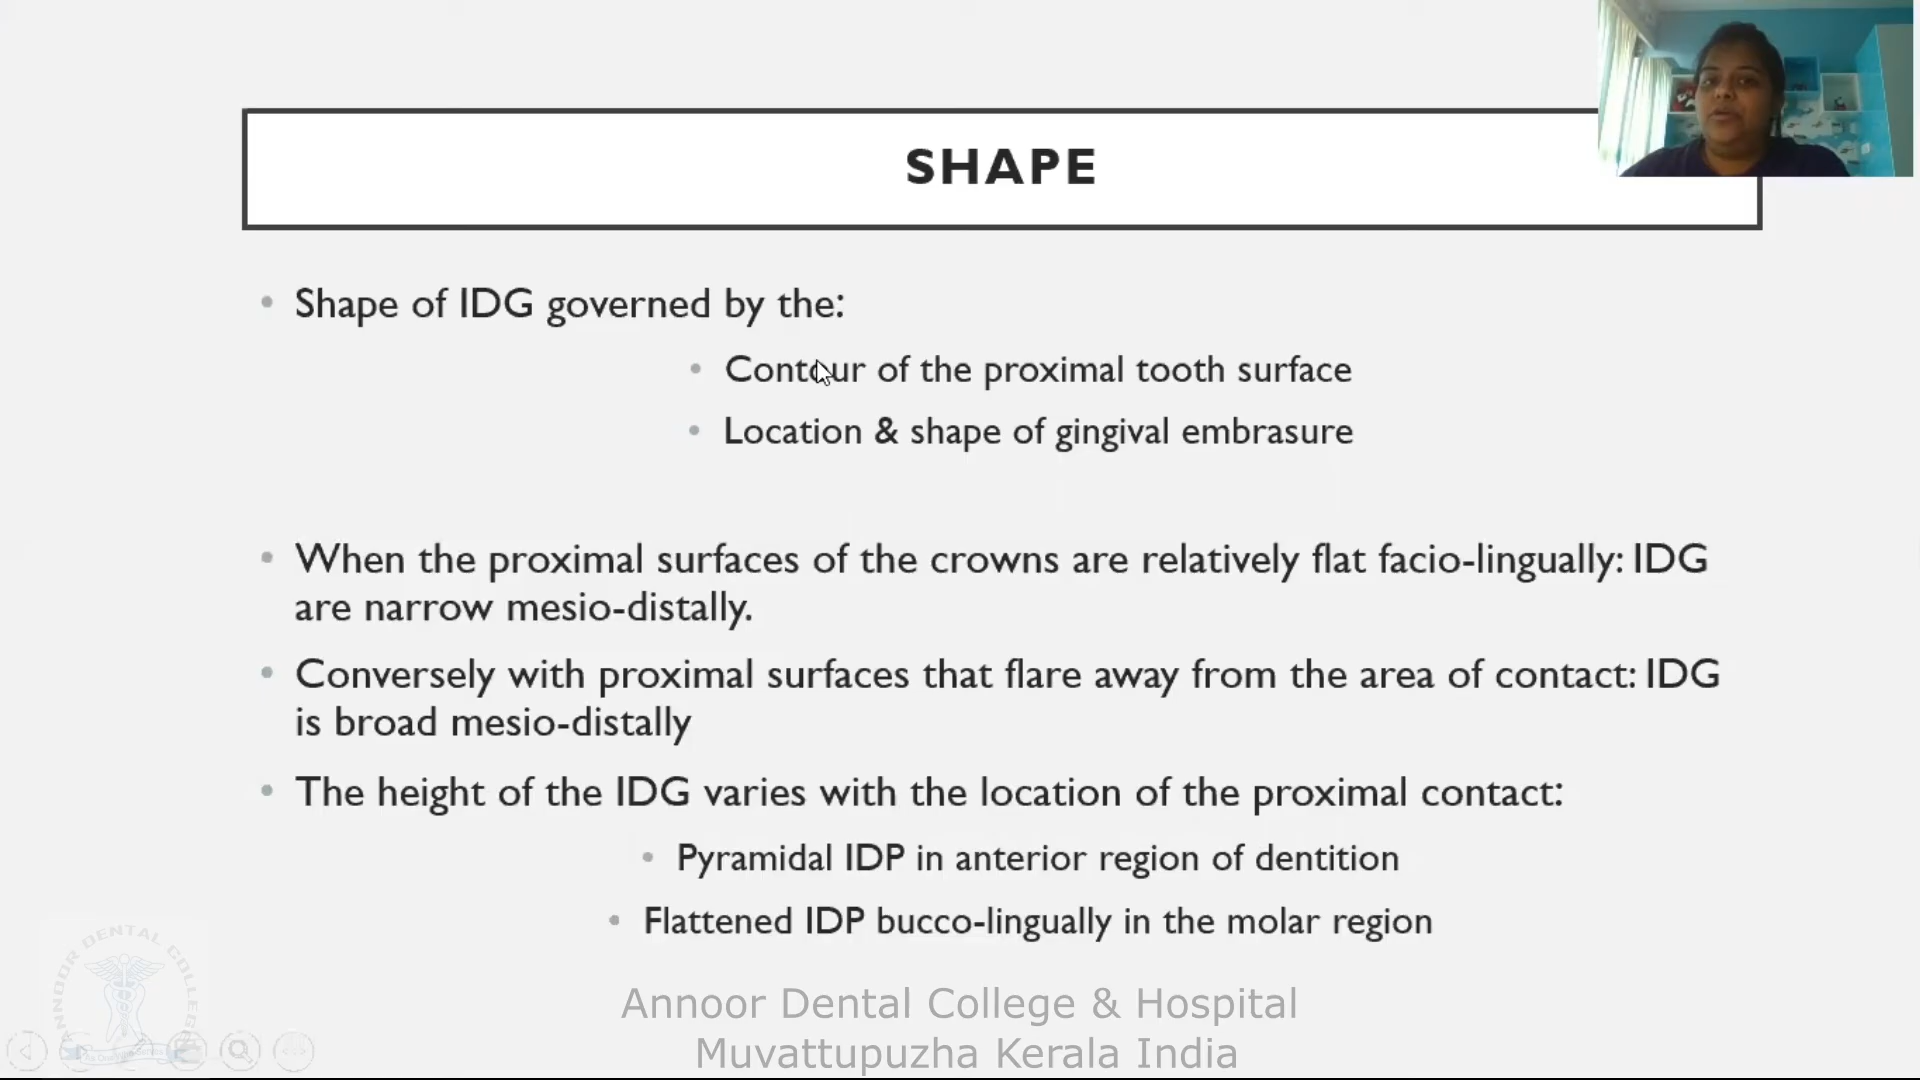 SHAPE
• Shape of IDG governed by the:
• Contour of the proximal tooth surface
• Location & shape of gingival embrasure
• When the proximal surfaces of the crowns are relatively flat facio-lingually: IDG
are narrow mesio-distally.
• Conversely with proximal surfaces that flare away from the area of contact: IDG
is broad mesio-distally
• The height of the IDG varies with the location of the proximal contact:
• Pyramidal IDP in anterior region of dentition
• Flattened IDP bucco-lingually in the molar region
ANNOOR DENTAL COLLEGE
Annoor Dental College & Hospital
Muvattupuzha Kerala India